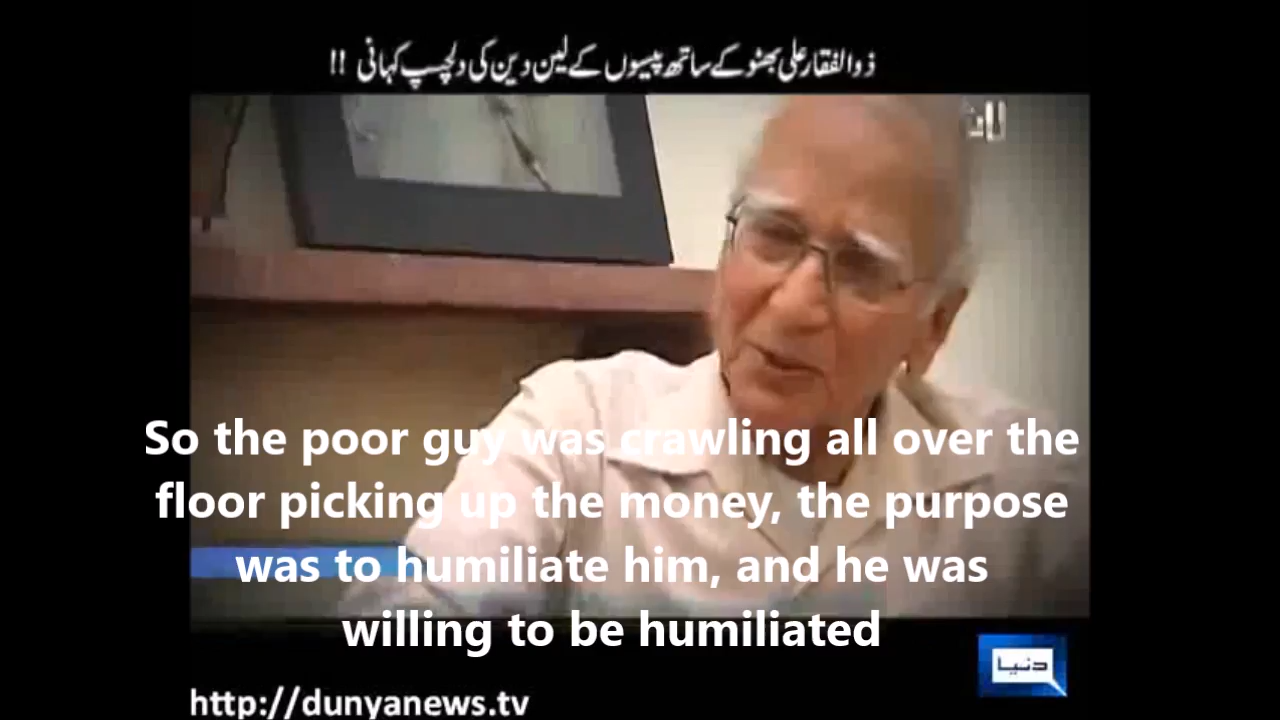 ذوالفقار علی بھٹو کے ساتھ پیسوں کے لین دین کی دلچسپ کہانی !!
So the poor guy was crawling all over the
floor picking up the money, the purpose
was to humiliate him, and he was
willing to be humiliated
دنیا
http://dunyanews.tv